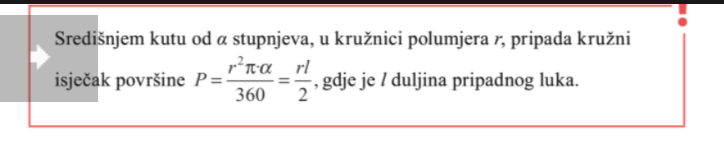 Središnjem kutu od α stupnjeva, u kružnici polumjera r, pripada kružni
isječak površine P = r²π·α/360 = rl/2, gdje je l duljina pripadnog luka.